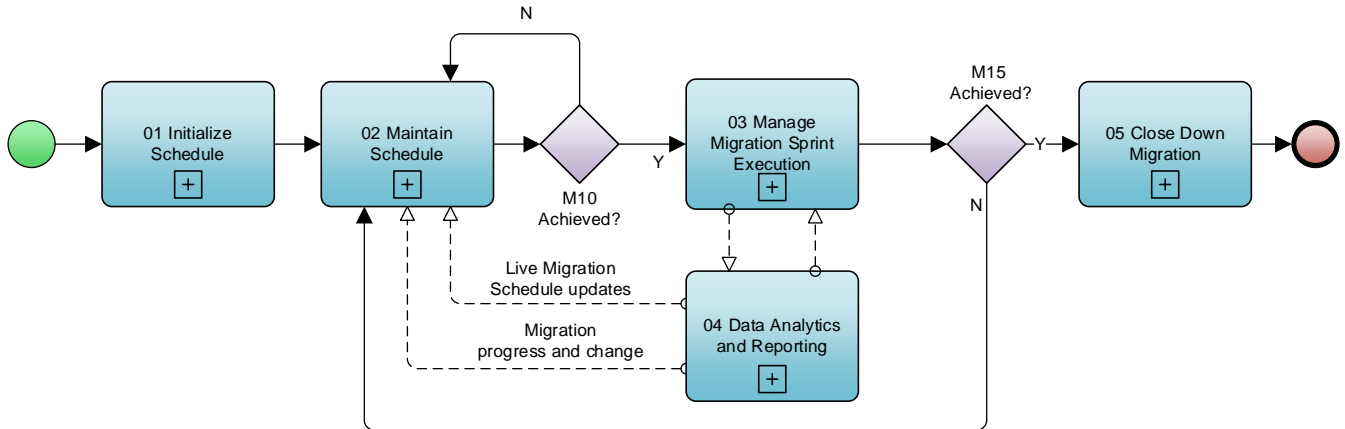 N
01 Initialize
Schedule
02 Maintain
Schedule
M10
Achieved?
Y
03 Manage
Migration Sprint
Execution
M15
Achieved?
Y
N
05 Close Down
Migration
Live Migration
Schedule updates
Migration
progress and change
04 Data Analytics
and Reporting